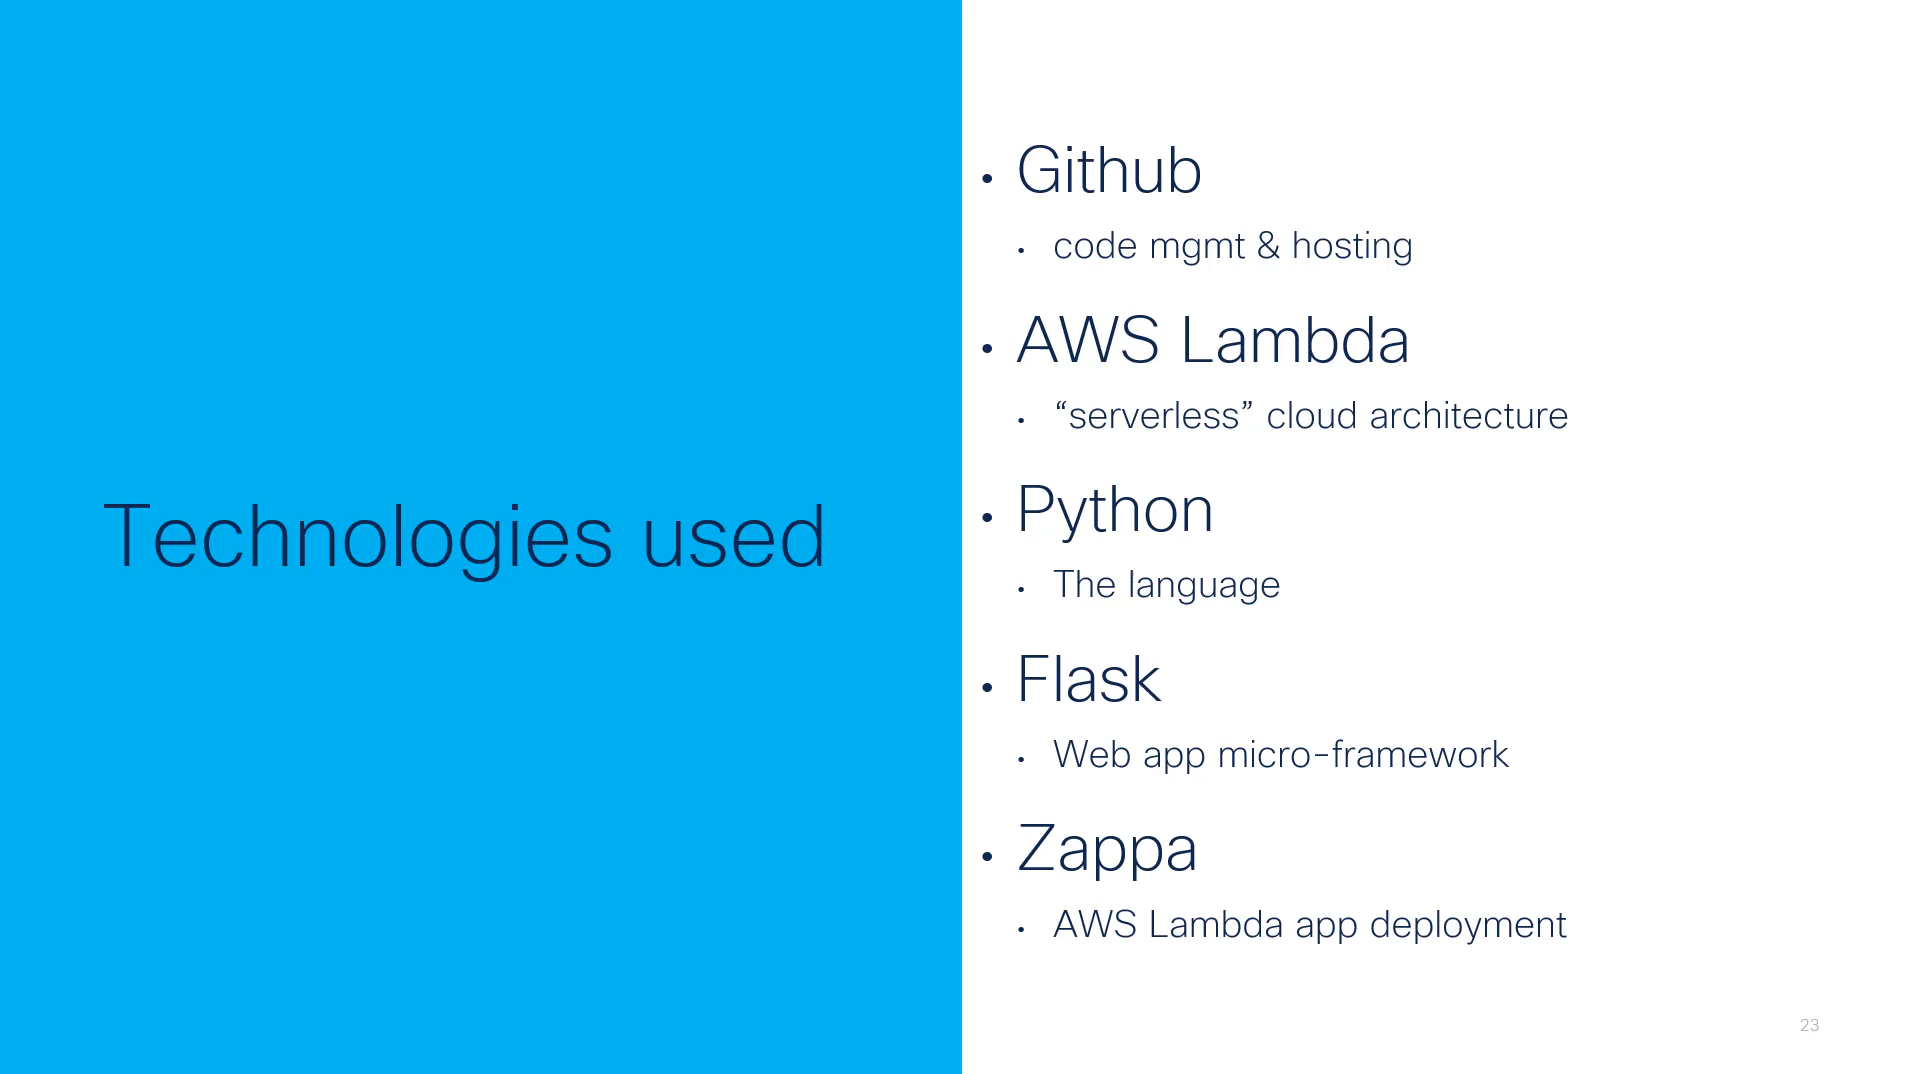 Technologies used
• Github
• code mgmt & hosting
• AWS Lambda
• “serverless” cloud architecture
• Python
• The language
• Flask
• Web app micro-framework
• Zappa
• AWS Lambda app deployment
23